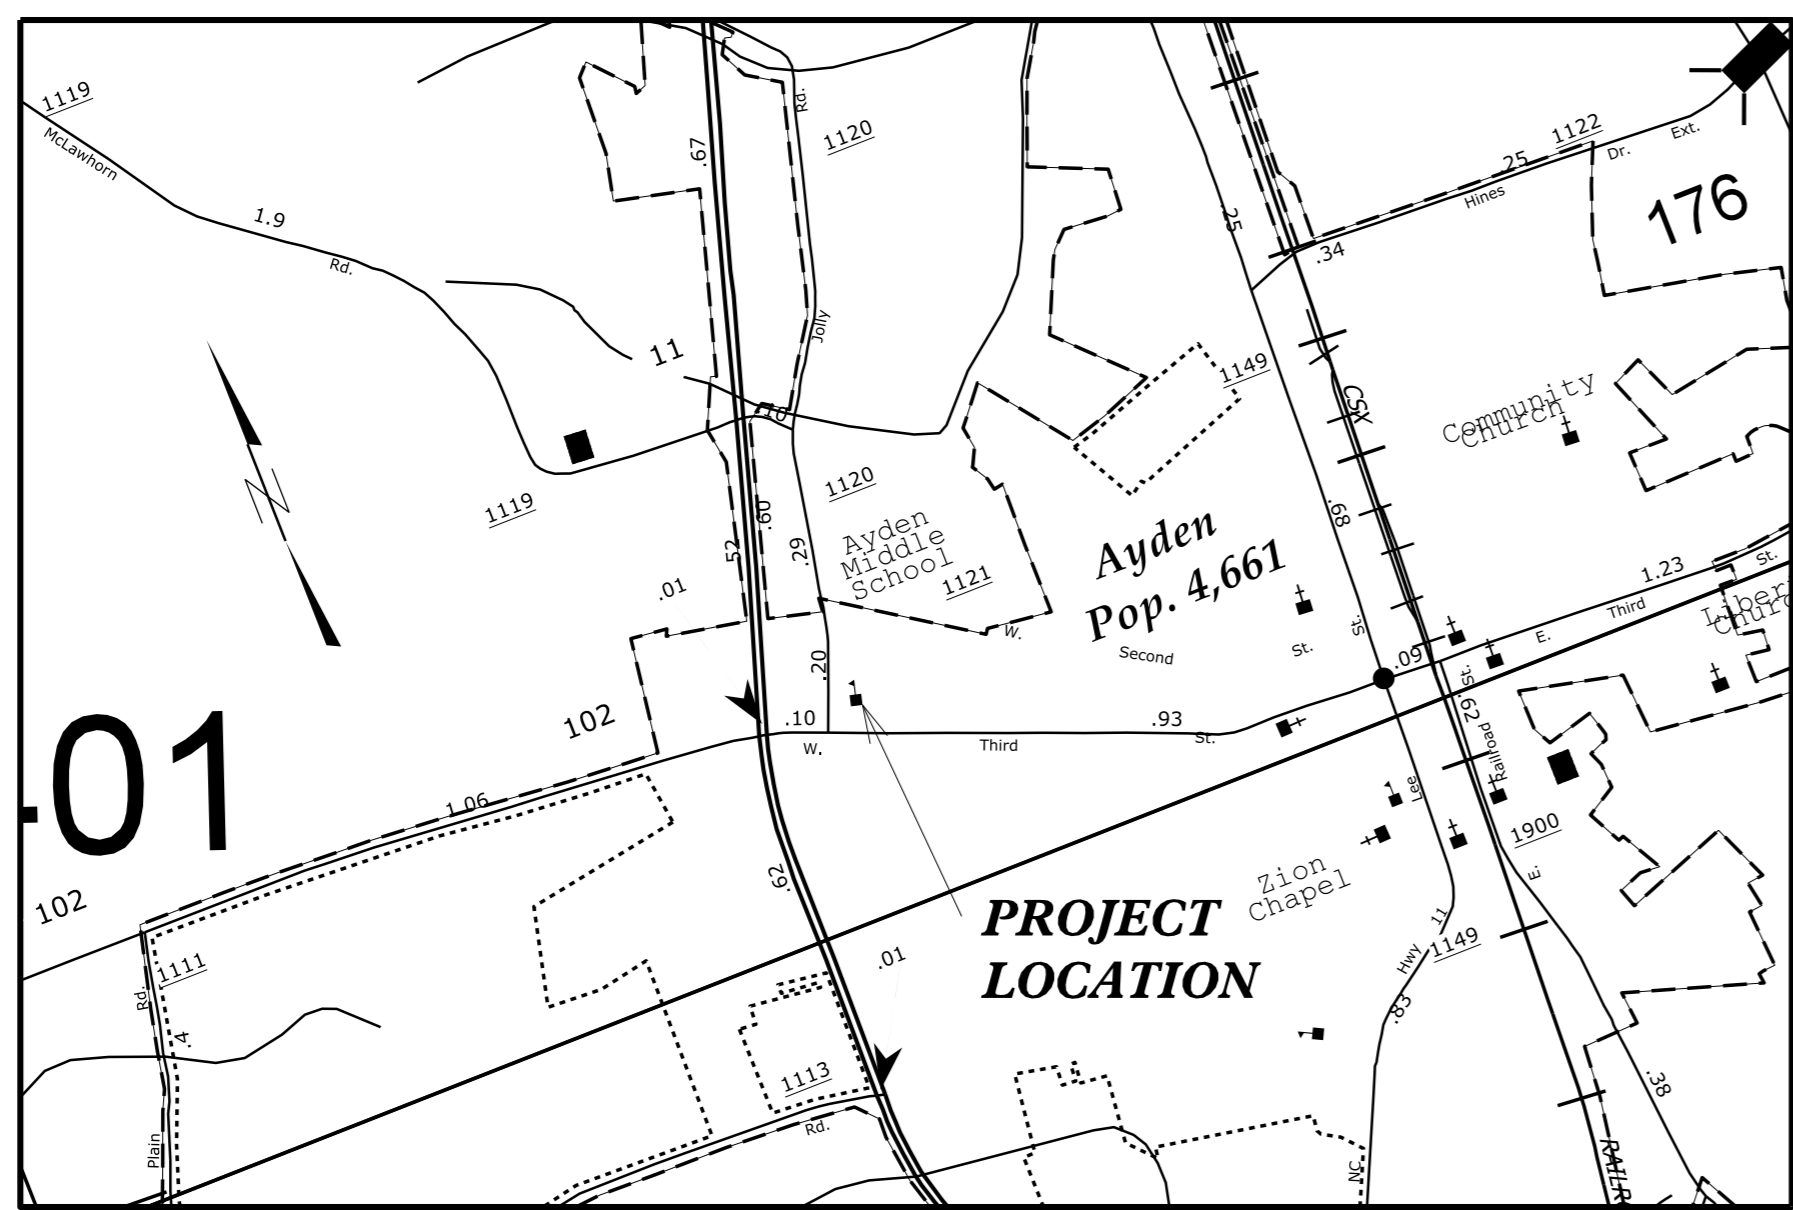 1119
McLawhorn
1.9
Rd.
.67
Rd.
1120
.25
1122
Dr.
Ext.
Hines
.25
.34
176
11
Jolly
.10
1149
CSX
Community
Church
1119
1120
.60
.52
.29
Ayden
Middle
School
1121
Ayden
Pop. 4,661
.68
.01
W.
Second
St.
St.
.09
E.
Third
1.23
St.
Church
.20
102
.10
W.
Third
.93
St.
St.
.29
Railroad
Lee
-01
1.06
102
.62
1900
E.
Zion
Chapel
PROJECT
LOCATION
11
Hwy
1149
.01
1111
Rd.
.4
.83
1113
Rd.
.38
Plain
NC